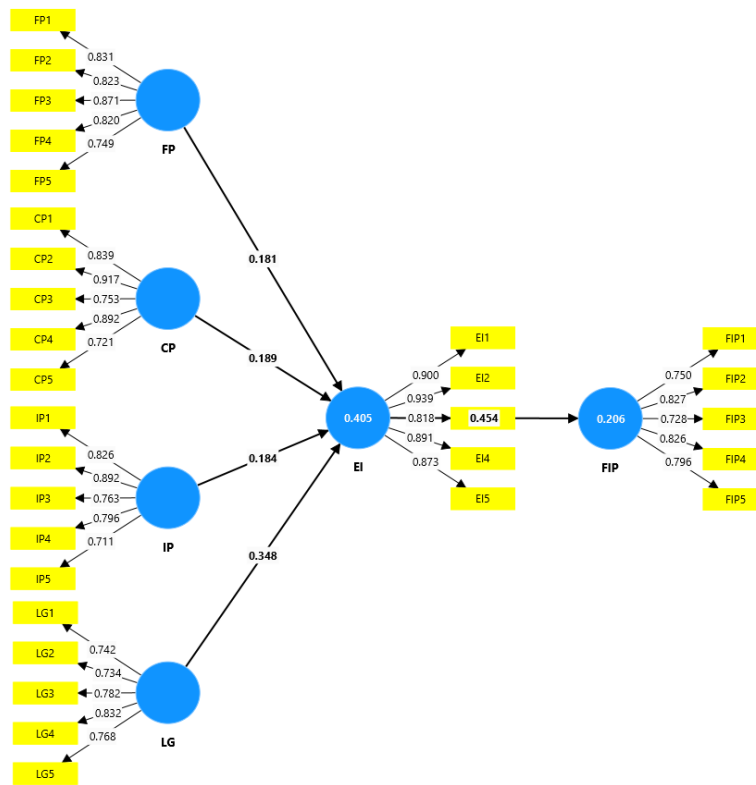 FP1
FP2
FP3
FP4
FP5
0.831
0.823
0.871
0.820
0.749
FP
CP1
CP2
CP3
CP4
CP5
0.839
0.917
0.753
0.892
0.721
CP
IP1
IP2
IP3
IP4
IP5
0.826
0.892
0.763
0.796
0.711
IP
LG1
LG2
LG3
LG4
LG5
0.742
0.734
0.782
0.832
0.768
LG
0.181
0.189
0.184
0.348
0.405
EI
0.900
0.939
0.818
0.891
0.873
EI1
EI2
0.454
EI4
EI5
0.206
FIP
0.750
0.827
0.728
0.826
0.796
FIP1
FIP2
FIP3
FIP4
FIP5